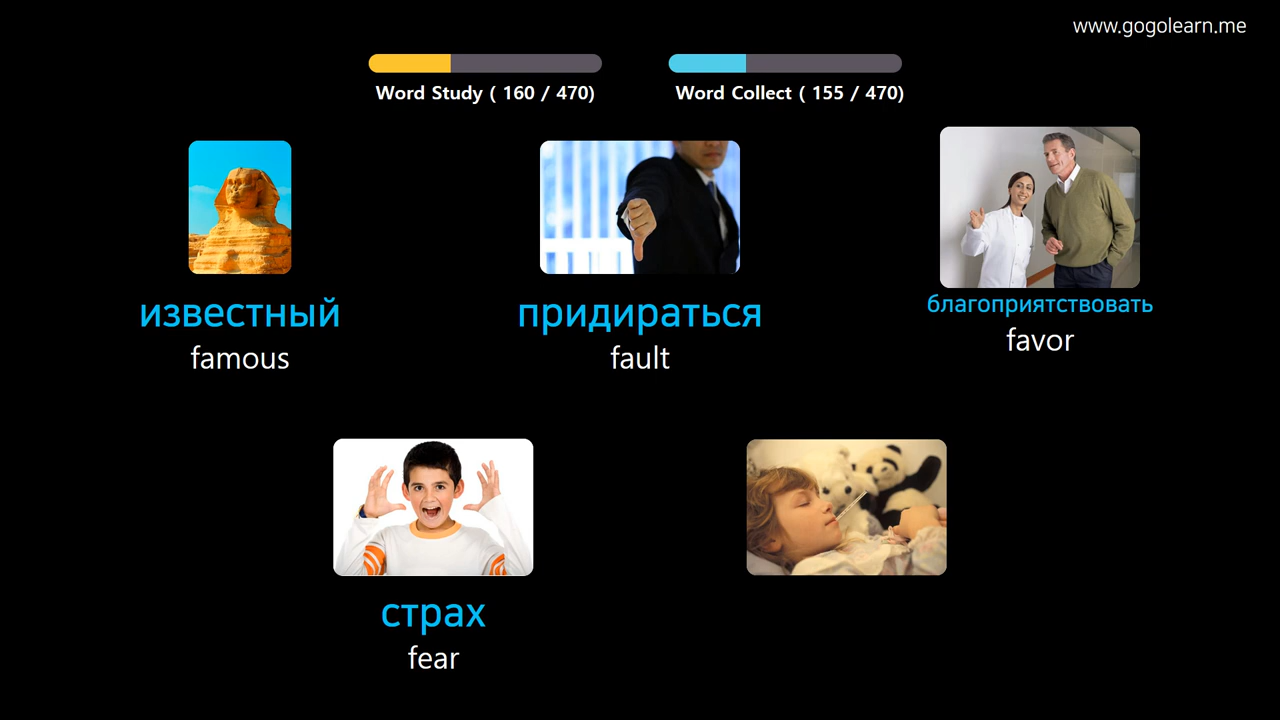 www.gogolearn.me
Word Study ( 160 / 470)
Word Collect ( 155 / 470)
известный
famous
придираться
fault
благоприятствовать
favor
страх
fear